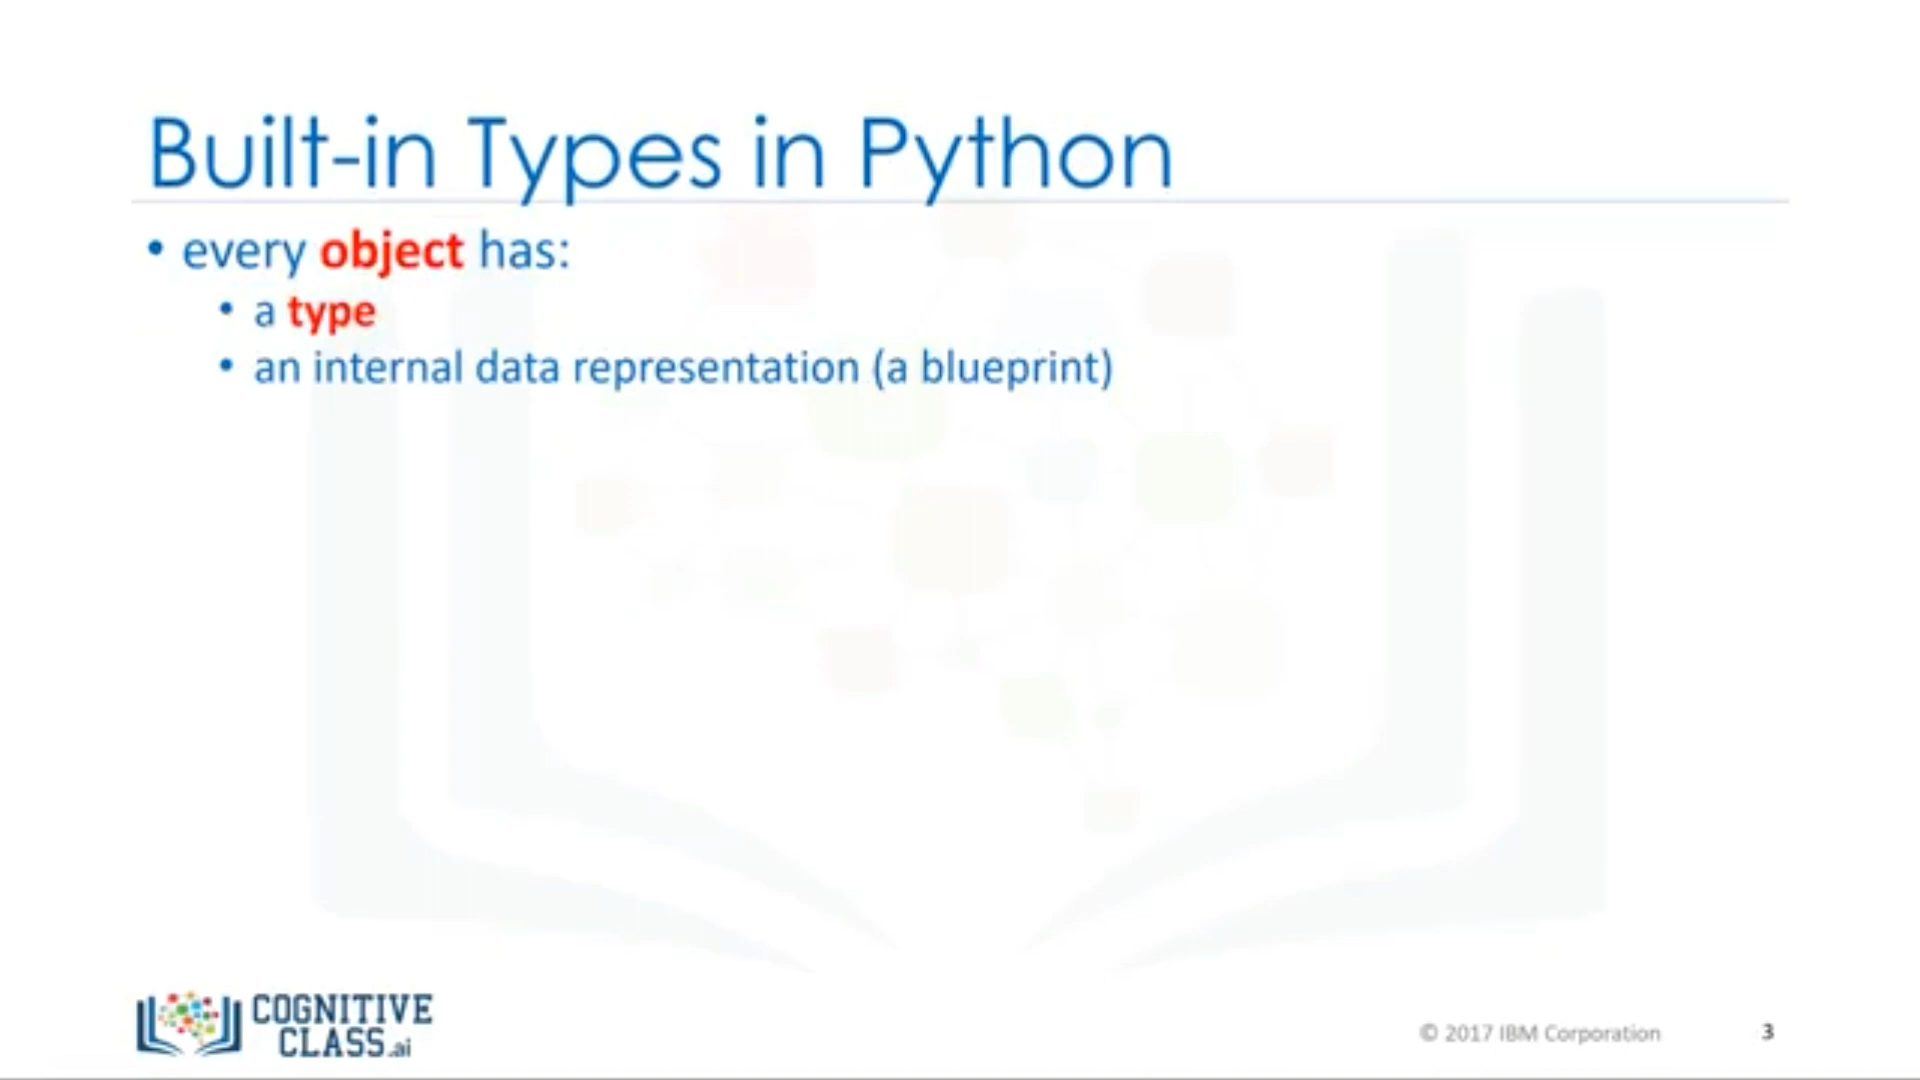 Built-in Types in Python
• every object has:
• a type
• an internal data representation (a blueprint)
COGNITIVE
CLASS.ai
© 2017 IBM Corporation
3